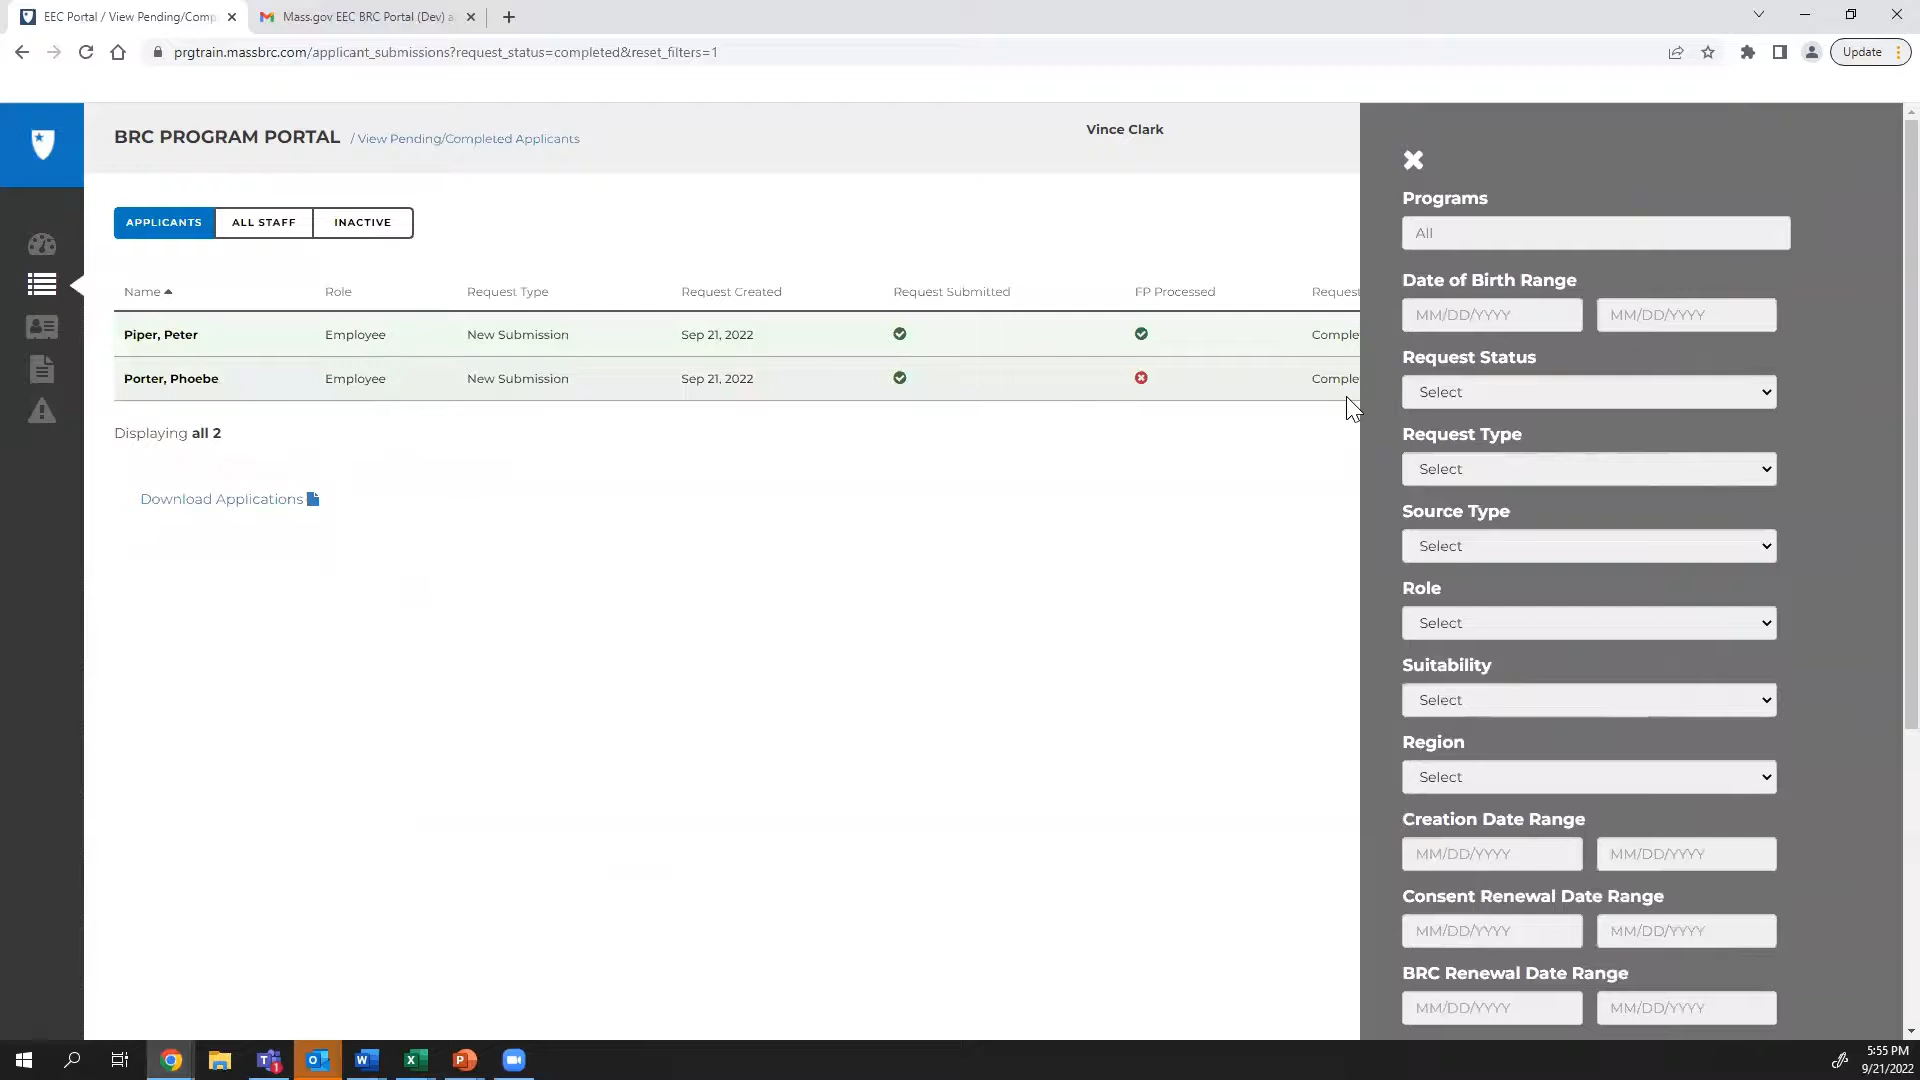 EEC Portal / View Pending/Comp
Mass.gov EEC BRC Portal (Dev) a
prgtrain.massbrc.com/applicant_submissions?request_status=completed&reset_filters=1
Update
BRC PROGRAM PORTAL / View Pending/Completed Applicants
Vince Clark
APPLICANTS ALL STAFF INACTIVE
Name Role Request Type Request Created Request Submitted FP Processed Request
Piper, Peter Employee New Submission Sep 21, 2022 Comple
Porter, Phoebe Employee New Submission Sep 21, 2022 Comple
Displaying all 2
Download Applications
Programs
All
Date of Birth Range
MM/DD/YYYY MM/DD/YYYY
Request Status
Select
Request Type
Select
Source Type
Select
Role
Select
Suitability
Select
Region
Select
Creation Date Range
MM/DD/YYYY MM/DD/YYYY
Consent Renewal Date Range
MM/DD/YYYY MM/DD/YYYY
BRC Renewal Date Range
MM/DD/YYYY MM/DD/YYYY
5:55 PM
9/21/2022